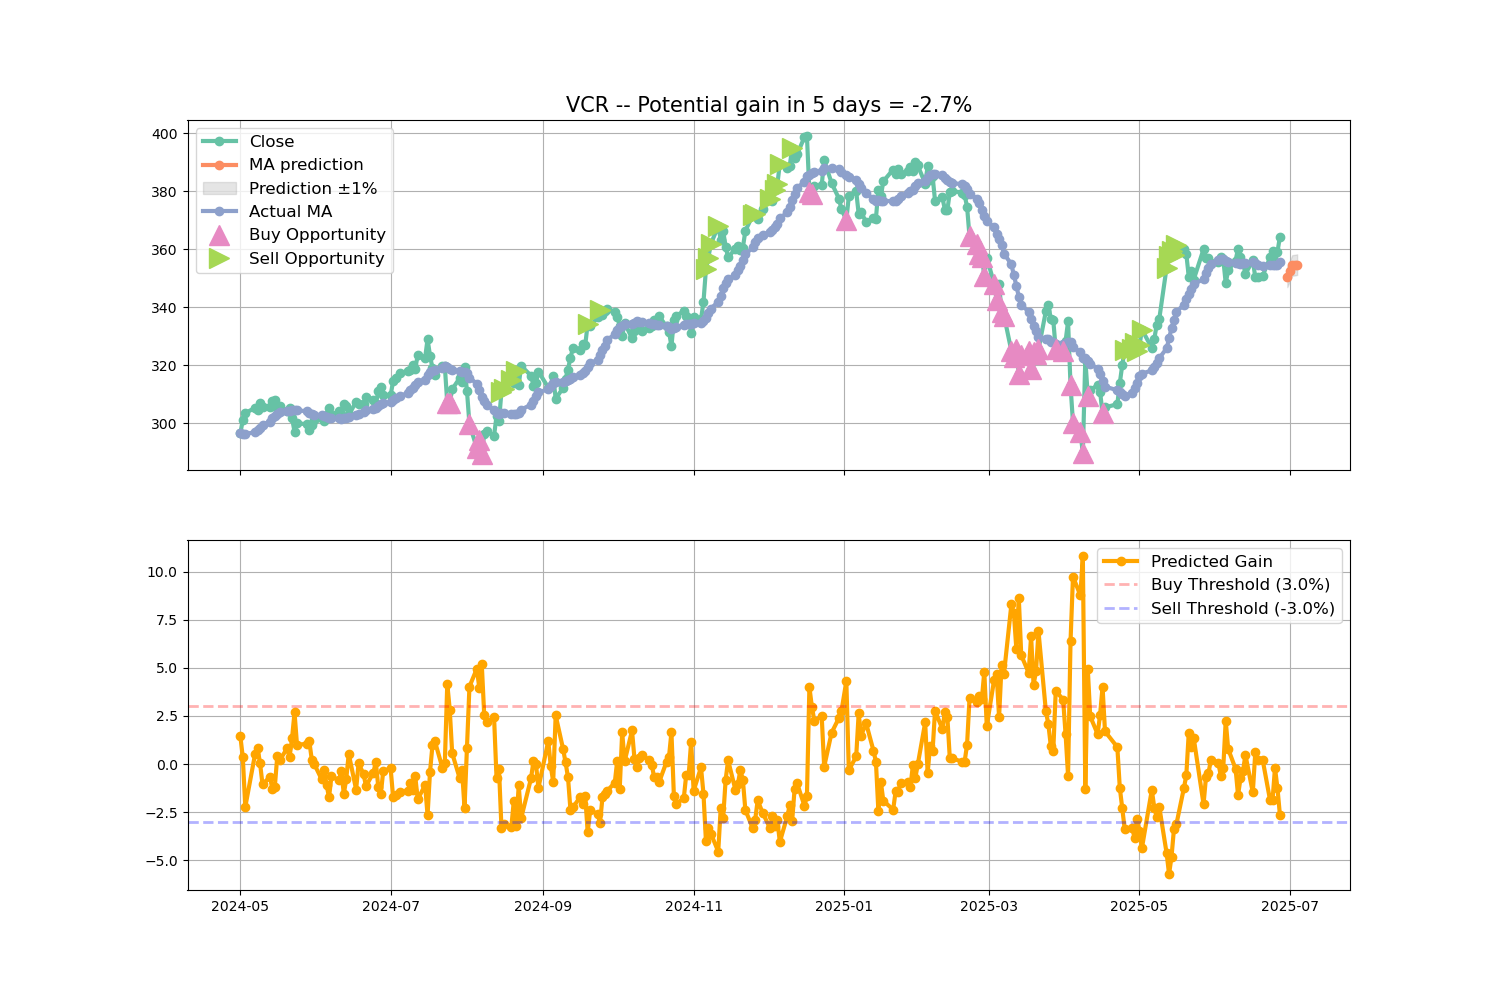 VCR -- Potential gain in 5 days = -2.7%
400
380
360
340
320
300
Close
MA prediction
Prediction ±1%
Actual MA
Buy Opportunity
Sell Opportunity
10.0
7.5
5.0
2.5
0.0
−2.5
−5.0
Predicted Gain
Buy Threshold (3.0%)
Sell Threshold (-3.0%)
2024-05
2024-07
2024-09
2024-11
2025-01
2025-03
2025-05
2025-07